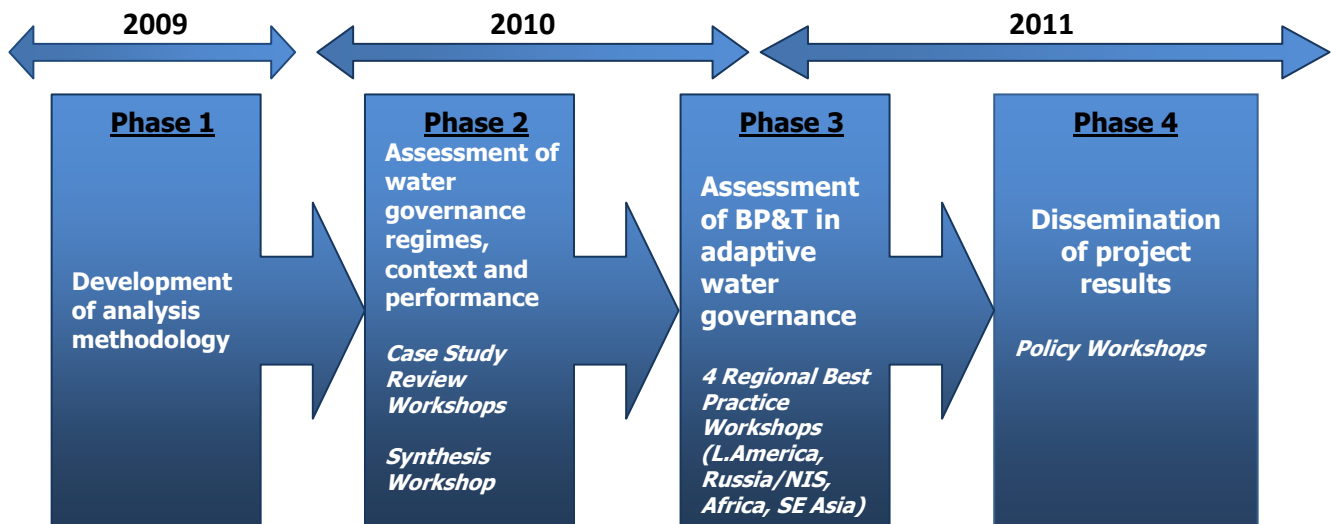 2009
2010
2011
Phase 1
Development
of analysis
methodology
Phase 2
Assessment of
water
governance
regimes,
context and
performance
Case Study
Review
Workshops
Synthesis
Workshop
Phase 3
Assessment
of BP&T in
adaptive
water
governance
4 Regional Best
Practice
Workshops
(L.America,
Russia/NIS,
Africa, SE Asia)
Phase 4
Dissemination
of project
results
Policy Workshops